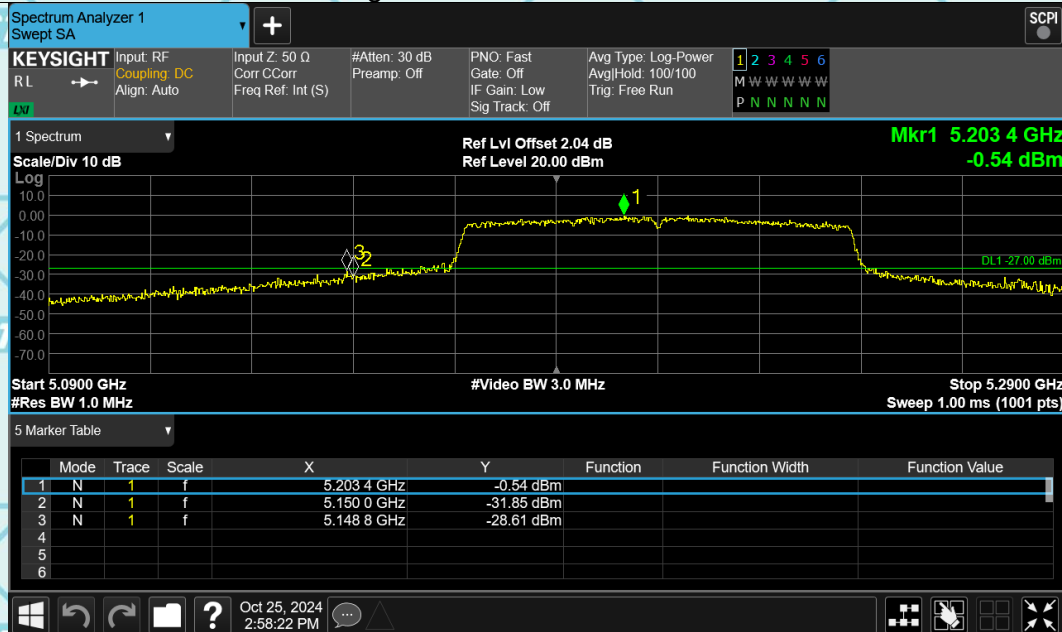 Spectrum Analyzer 1
Swept SA
+
SCPI
KEYSIGHT
RL
LXI
Input: RF
Coupling: DC
Align: Auto
Input Z: 50 Ω
Corr CCorr
Freq Ref: Int (S)
#Atten: 30 dB
Preamp: Off
PNO: Fast
Gate: Off
IF Gain: Low
Sig Track: Off
Avg Type: Log-Power
Avg|Hold: 100/100
Trig: Free Run
1 2 3 4 5 6
M W W W W W
P N N N N N
1 Spectrum
Scale/Div 10 dB
Ref Lvl Offset 2.04 dB
Ref Level 20.00 dBm
Mkr1 5.203 4 GHz
-0.54 dBm
Log
10.0
0.00
-10.0
-20.0
-30.0
-40.0
-50.0
-60.0
-70.0
1
3
2
DL1 -27.00 dBm
Start 5.0900 GHz
#Video BW 3.0 MHz
Stop 5.2900 GHz
#Res BW 1.0 MHz
Sweep 1.00 ms (1001 pts)
5 Marker Table
Mode Trace Scale X Y Function Function Width Function Value
1 N 1 f 5.203 4 GHz -0.54 dBm
2 N 1 f 5.150 0 GHz -31.85 dBm
3 N 1 f 5.148 8 GHz -28.61 dBm
4
5
6
?
Oct 25, 2024
2:58:22 PM